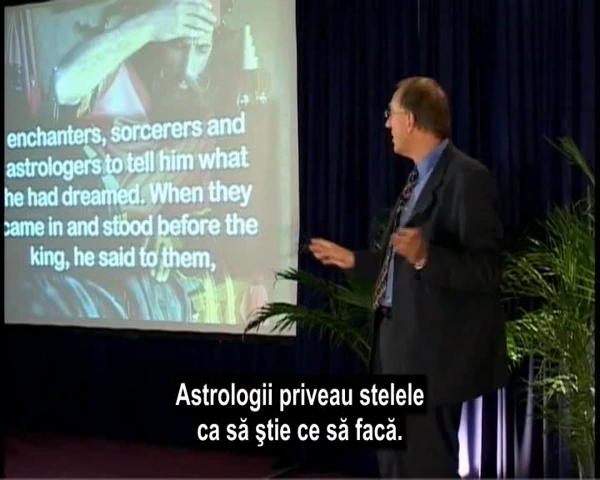 enchanters, sorcerers and
astrologers to tell him what
he had dreamed. When they
came in and stood before the
king, he said to them,
Astrologii priveau stelele
ca să ştie ce să facă.